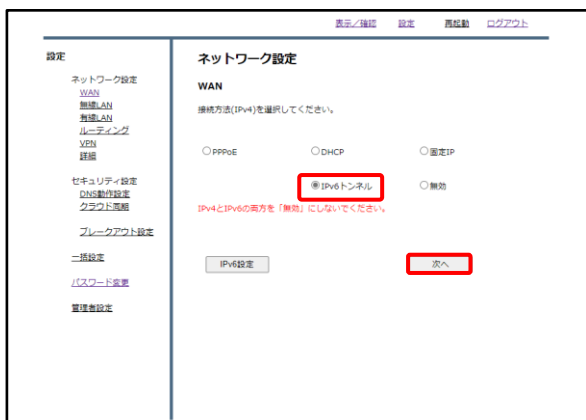 表示／確認 設定 再起動 ログアウト
設定
ネットワーク設定
WAN
無線LAN
有線LAN
ルーティング
VPN
詳細
セキュリティ設定
DNS動作設定
クラウド同期
ブレークアウト設定
一括設定
パスワード変更
管理者設定
ネットワーク設定
WAN
接続方法(IPv4)を選択してください。
PPPoE DHCP 固定IP
IPv6トンネル 無効
IPv4とIPv6の両方を「無効」にしないでください。
IPv6設定 次へ